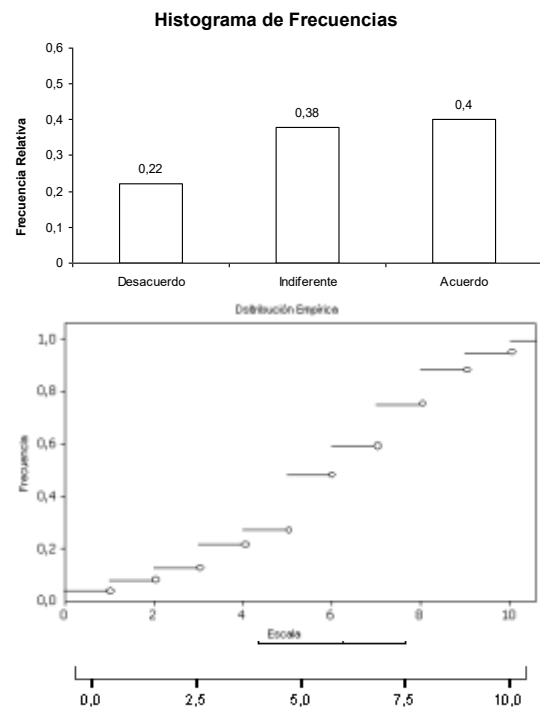 Histograma de Frecuencias
Frecuencia Relativa
0,6
0,5
0,4
0,3
0,2
0,1
0
0,22
0,38
0,4
Desacuerdo Indiferente Acuerdo
Dsitribución Empírica
Frecuencia
1,0
0,8
0,6
0,4
0,2
0,0
0 2 4 6 8 10
Escala
0,0 2,5 5,0 7,5 10,0